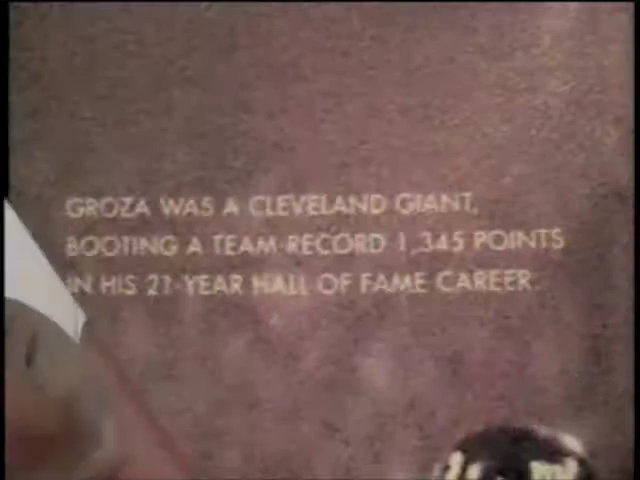 GROZA WAS A CLEVELAND GIANT,
BOOTING A TEAM-RECORD 1,345 POINTS
IN HIS 21-YEAR HALL OF FAME CAREER.